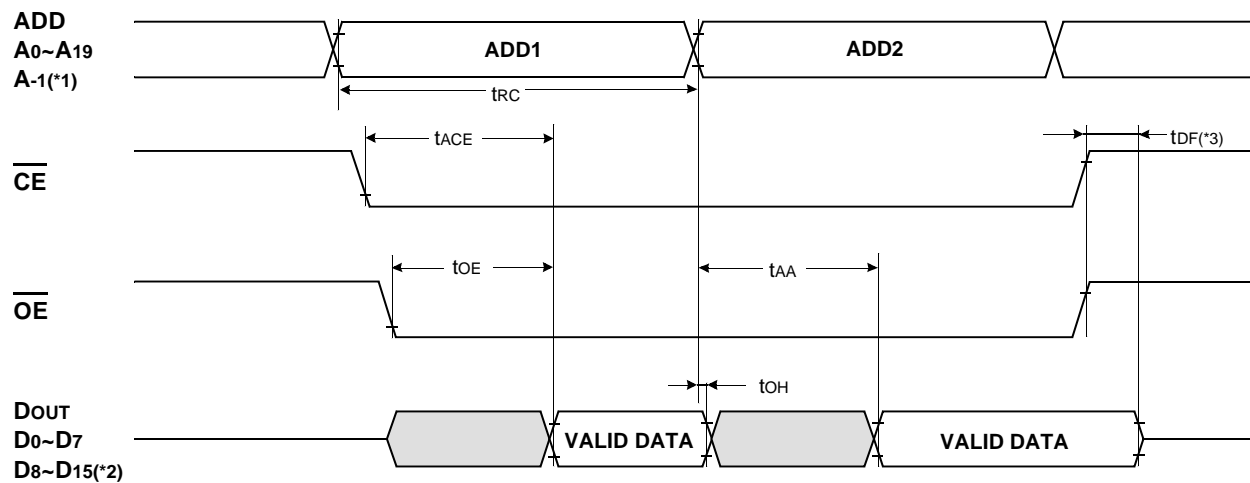 ADD
A0~A19
A-1(*1)
ADD1
ADD2
tRC
tACE
tDF(*3)
CE
tOE
tAA
OE
tOH
DOUT
D0~D7
D8~D15(*2)
VALID DATA
VALID DATA